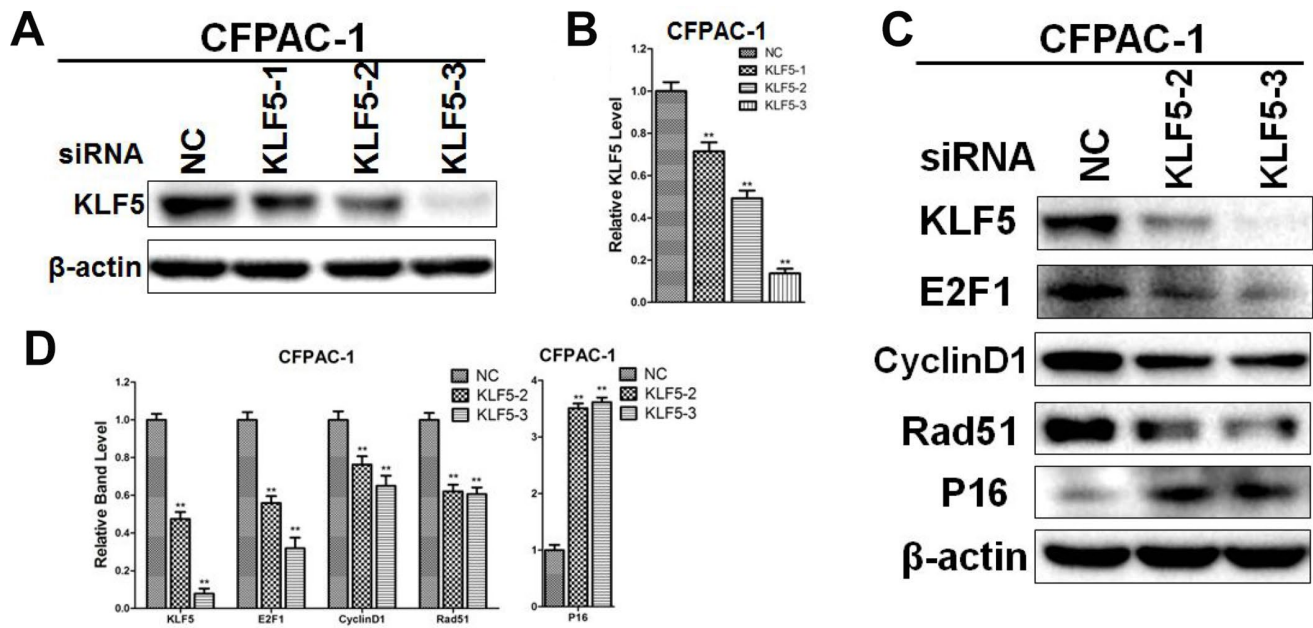 A
CFPAC-1
siRNA
NC
KLF5-1
KLF5-2
KLF5-3
KLF5
β-actin
B
CFPAC-1
NC
KLF5-1
KLF5-2
KLF5-3
Relative KLF5 Level
1.2
1.0
0.8
0.6
0.4
0.2
0.0
**
**
**
C
CFPAC-1
siRNA
NC
KLF5-2
KLF5-3
KLF5
E2F1
CyclinD1
Rad51
P16
β-actin
D
CFPAC-1
NC
KLF5-2
KLF5-3
Relative Band Level
1.2
1.0
0.8
0.6
0.4
0.2
0.0
**
**
**
**
**
**
**
**
KLF5
E2F1
CyclinD1
Rad51
CFPAC-1
NC
KLF5-2
KLF5-3
4
3
2
1
0
**
**
P16